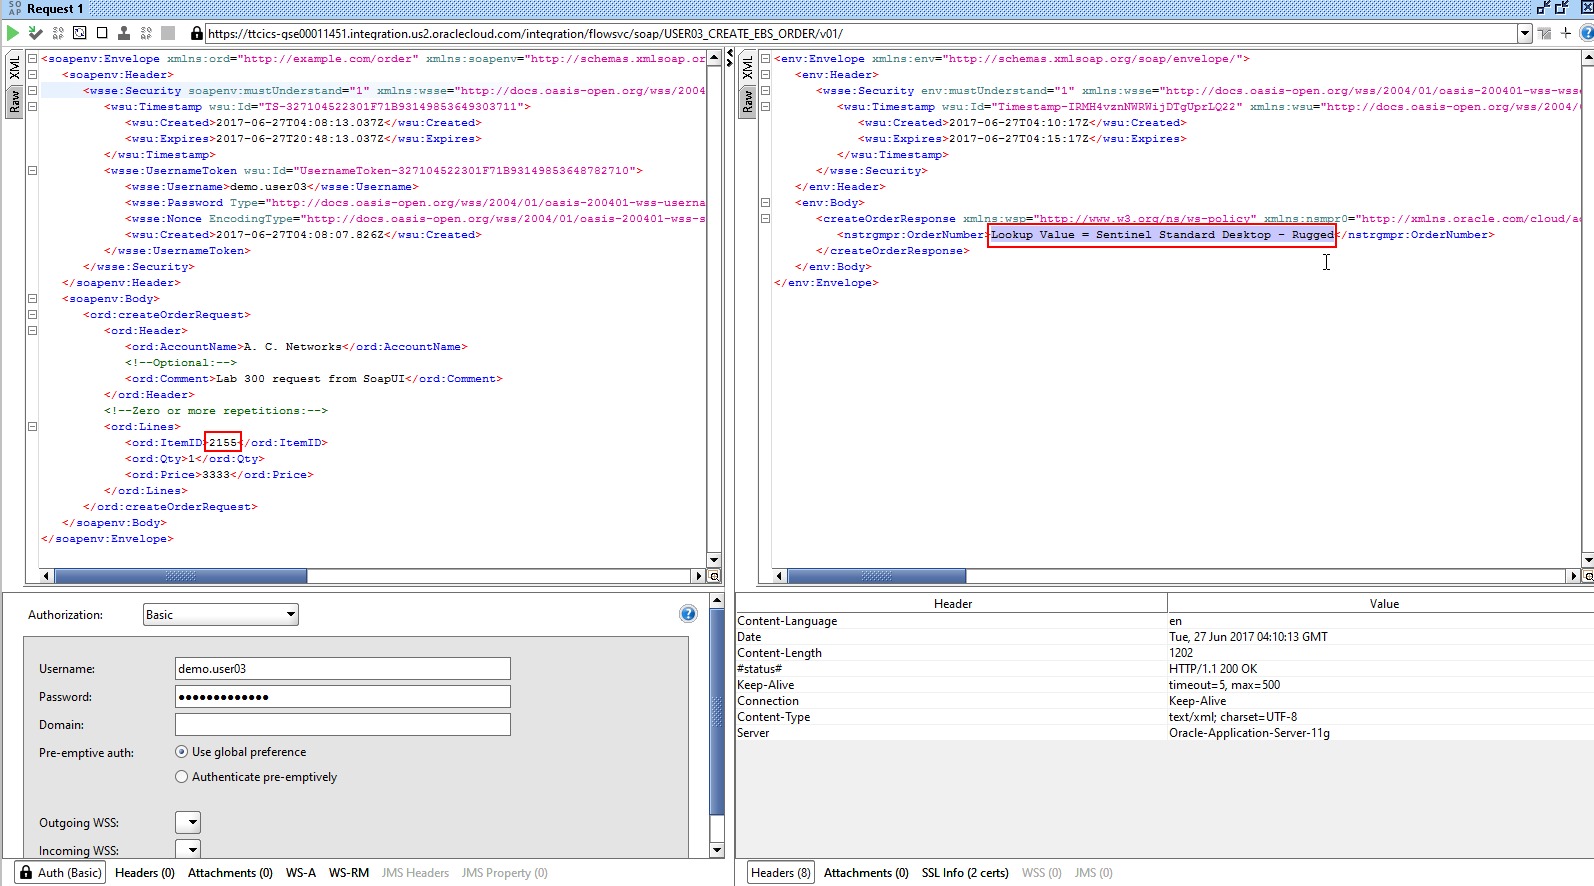 SO
AP
Request 1
https://ttcics-gse00011451.integration.us2.oraclecloud.com/integration/flowsvc/soap/USER03_CREATE_EBS_ORDER/v01/
XML
Raw
<soapenv:Envelope xmlns:ord="http://example.com/order" xmlns:soapenv="http://schemas.xmlsoap.or
<soapenv:Header>
<wsse:Security soapenv:mustUnderstand="1" xmlns:wsse="http://docs.oasis-open.org/wss/2004
<wsu:Timestamp wsu:Id="TS-327104522301F71B93149853649303711">
<wsu:Created>2017-06-27T04:08:13.037Z</wsu:Created>
<wsu:Expires>2017-06-27T20:48:13.037Z</wsu:Expires>
</wsu:Timestamp>
<wsse:UsernameToken wsu:Id="UsernameToken-327104522301F71B93149853648782710">
<wsse:Username>demo.user03</wsse:Username>
<wsse:Password Type="http://docs.oasis-open.org/wss/2004/01/oasis-200401-wss-userna
<wsse:Nonce EncodingType="http://docs.oasis-open.org/wss/2004/01/oasis-200401-wss-s
<wsu:Created>2017-06-27T04:08:07.826Z</wsu:Created>
</wsse:UsernameToken>
</wsse:Security>
</soapenv:Header>
<soapenv:Body>
<ord:createOrderRequest>
<ord:Header>
<ord:AccountName>A. C. Networks</ord:AccountName>
<!--Optional:-->
<ord:Comment>Lab 300 request from SoapUI</ord:Comment>
</ord:Header>
<!--Zero or more repetitions:-->
<ord:Lines>
<ord:ItemID>2155</ord:ItemID>
<ord:Qty>1</ord:Qty>
<ord:Price>3333</ord:Price>
</ord:Lines>
</ord:createOrderRequest>
</soapenv:Body>
</soapenv:Envelope>
XML
Raw
<env:Envelope xmlns:env="http://schemas.xmlsoap.org/soap/envelope/">
<env:Header>
<wsse:Security env:mustUnderstand="1" xmlns:wsse="http://docs.oasis-open.org/wss/2004/01/oasis-200401-wss-wsse
<wsu:Timestamp wsu:Id="Timestamp-IRMH4vznNWRWijDTgUprLQ22" xmlns:wsu="http://docs.oasis-open.org/wss/2004/
<wsu:Created>2017-06-27T04:10:17Z</wsu:Created>
<wsu:Expires>2017-06-27T04:15:17Z</wsu:Expires>
</wsu:Timestamp>
</wsse:Security>
</env:Header>
<env:Body>
<createOrderResponse xmlns:wsp="http://www.w3.org/ns/ws-policy" xmlns:nsmpr0="http://xmlns.oracle.com/cloud/ad
<nstrgmpr:OrderNumber>Lookup Value = Sentinel Standard Desktop - Rugged</nstrgmpr:OrderNumber>
</createOrderResponse>
</env:Body>
</env:Envelope>
Authorization: Basic
Username: demo.user03
Password: •••••••••••••
Domain:
Pre-emptive auth: Use global preference
Authenticate pre-emptively
Outgoing WSS:
Incoming WSS:
Auth (Basic) Headers (0) Attachments (0) WS-A WS-RM JMS Headers JMS Property (0)
Header Value
Content-Language en
Date Tue, 27 Jun 2017 04:10:13 GMT
Content-Length 1202
#status# HTTP/1.1 200 OK
Keep-Alive timeout=5, max=500
Connection Keep-Alive
Content-Type text/xml; charset=UTF-8
Server Oracle-Application-Server-11g
Headers (8) Attachments (0) SSL Info (2 certs) WSS (0) JMS (0)